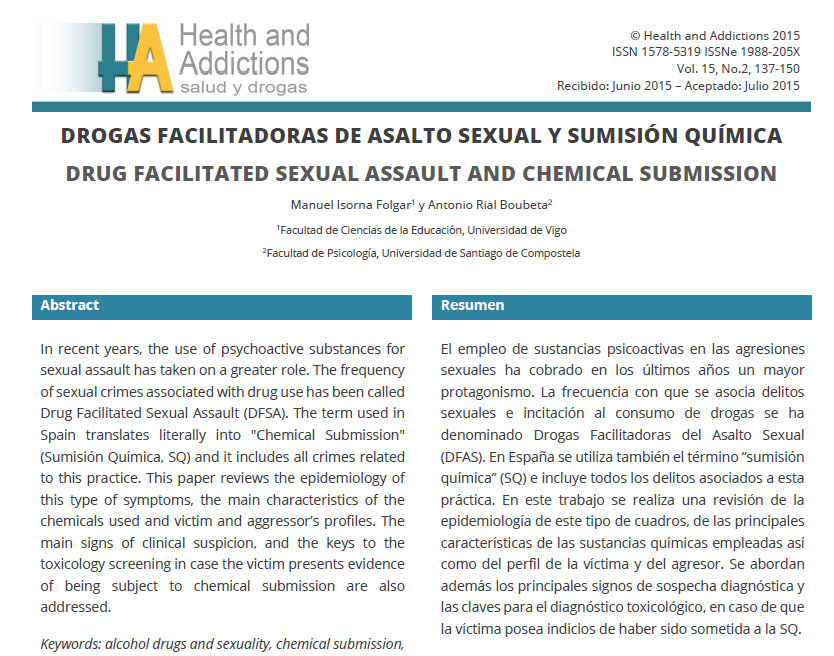 HA Health and
Addictions
salud y drogas
© Health and Addictions 2015
ISSN 1578-5319 ISSNe 1988-205X
Vol. 15, No.2, 137-150
Recibido: Junio 2015 – Aceptado: Julio 2015
DROGAS FACILITADORAS DE ASALTO SEXUAL Y SUMISIÓN QUÍMICA
DRUG FACILITATED SEXUAL ASSAULT AND CHEMICAL SUBMISSION
Manuel Isorna Folgar¹ y Antonio Rial Boubeta²
¹Facultad de Ciencias de la Educación, Universidad de Vigo
²Facultad de Psicología, Universidad de Santiago de Compostela
Abstract
In recent years, the use of psychoactive substances for
sexual assault has taken on a greater role. The frequency
of sexual crimes associated with drug use has been called
Drug Facilitated Sexual Assault (DFSA). The term used in
Spain translates literally into "Chemical Submission"
(Sumisión Química, SQ) and it includes all crimes related
to this practice. This paper reviews the epidemiology of
this type of symptoms, the main characteristics of the
chemicals used and victim and aggressor’s profiles. The
main signs of clinical suspicion, and the keys to the
toxicology screening in case the victim presents evidence
of being subject to chemical submission are also
addressed.
Keywords: alcohol drugs and sexuality, chemical submission,
Resumen
El empleo de sustancias psicoactivas en las agresiones
sexuales ha cobrado en los últimos años un mayor
protagonismo. La frecuencia con que se asocia delitos
sexuales e incitación al consumo de drogas se ha
denominado Drogas Facilitadoras del Asalto Sexual
(DFAS). En España se utiliza también el término “sumisión
química” (SQ) e incluye todos los delitos asociados a esta
práctica. En este trabajo se realiza una revisión de la
epidemiología de este tipo de cuadros, de las principales
características de las sustancias químicas empleadas así
como del perfil de la víctima y del agresor. Se abordan
además los principales signos de sospecha diagnóstica y
las claves para el diagnóstico toxicológico, en caso de que
la víctima posea indicios de haber sido sometida a la SQ.